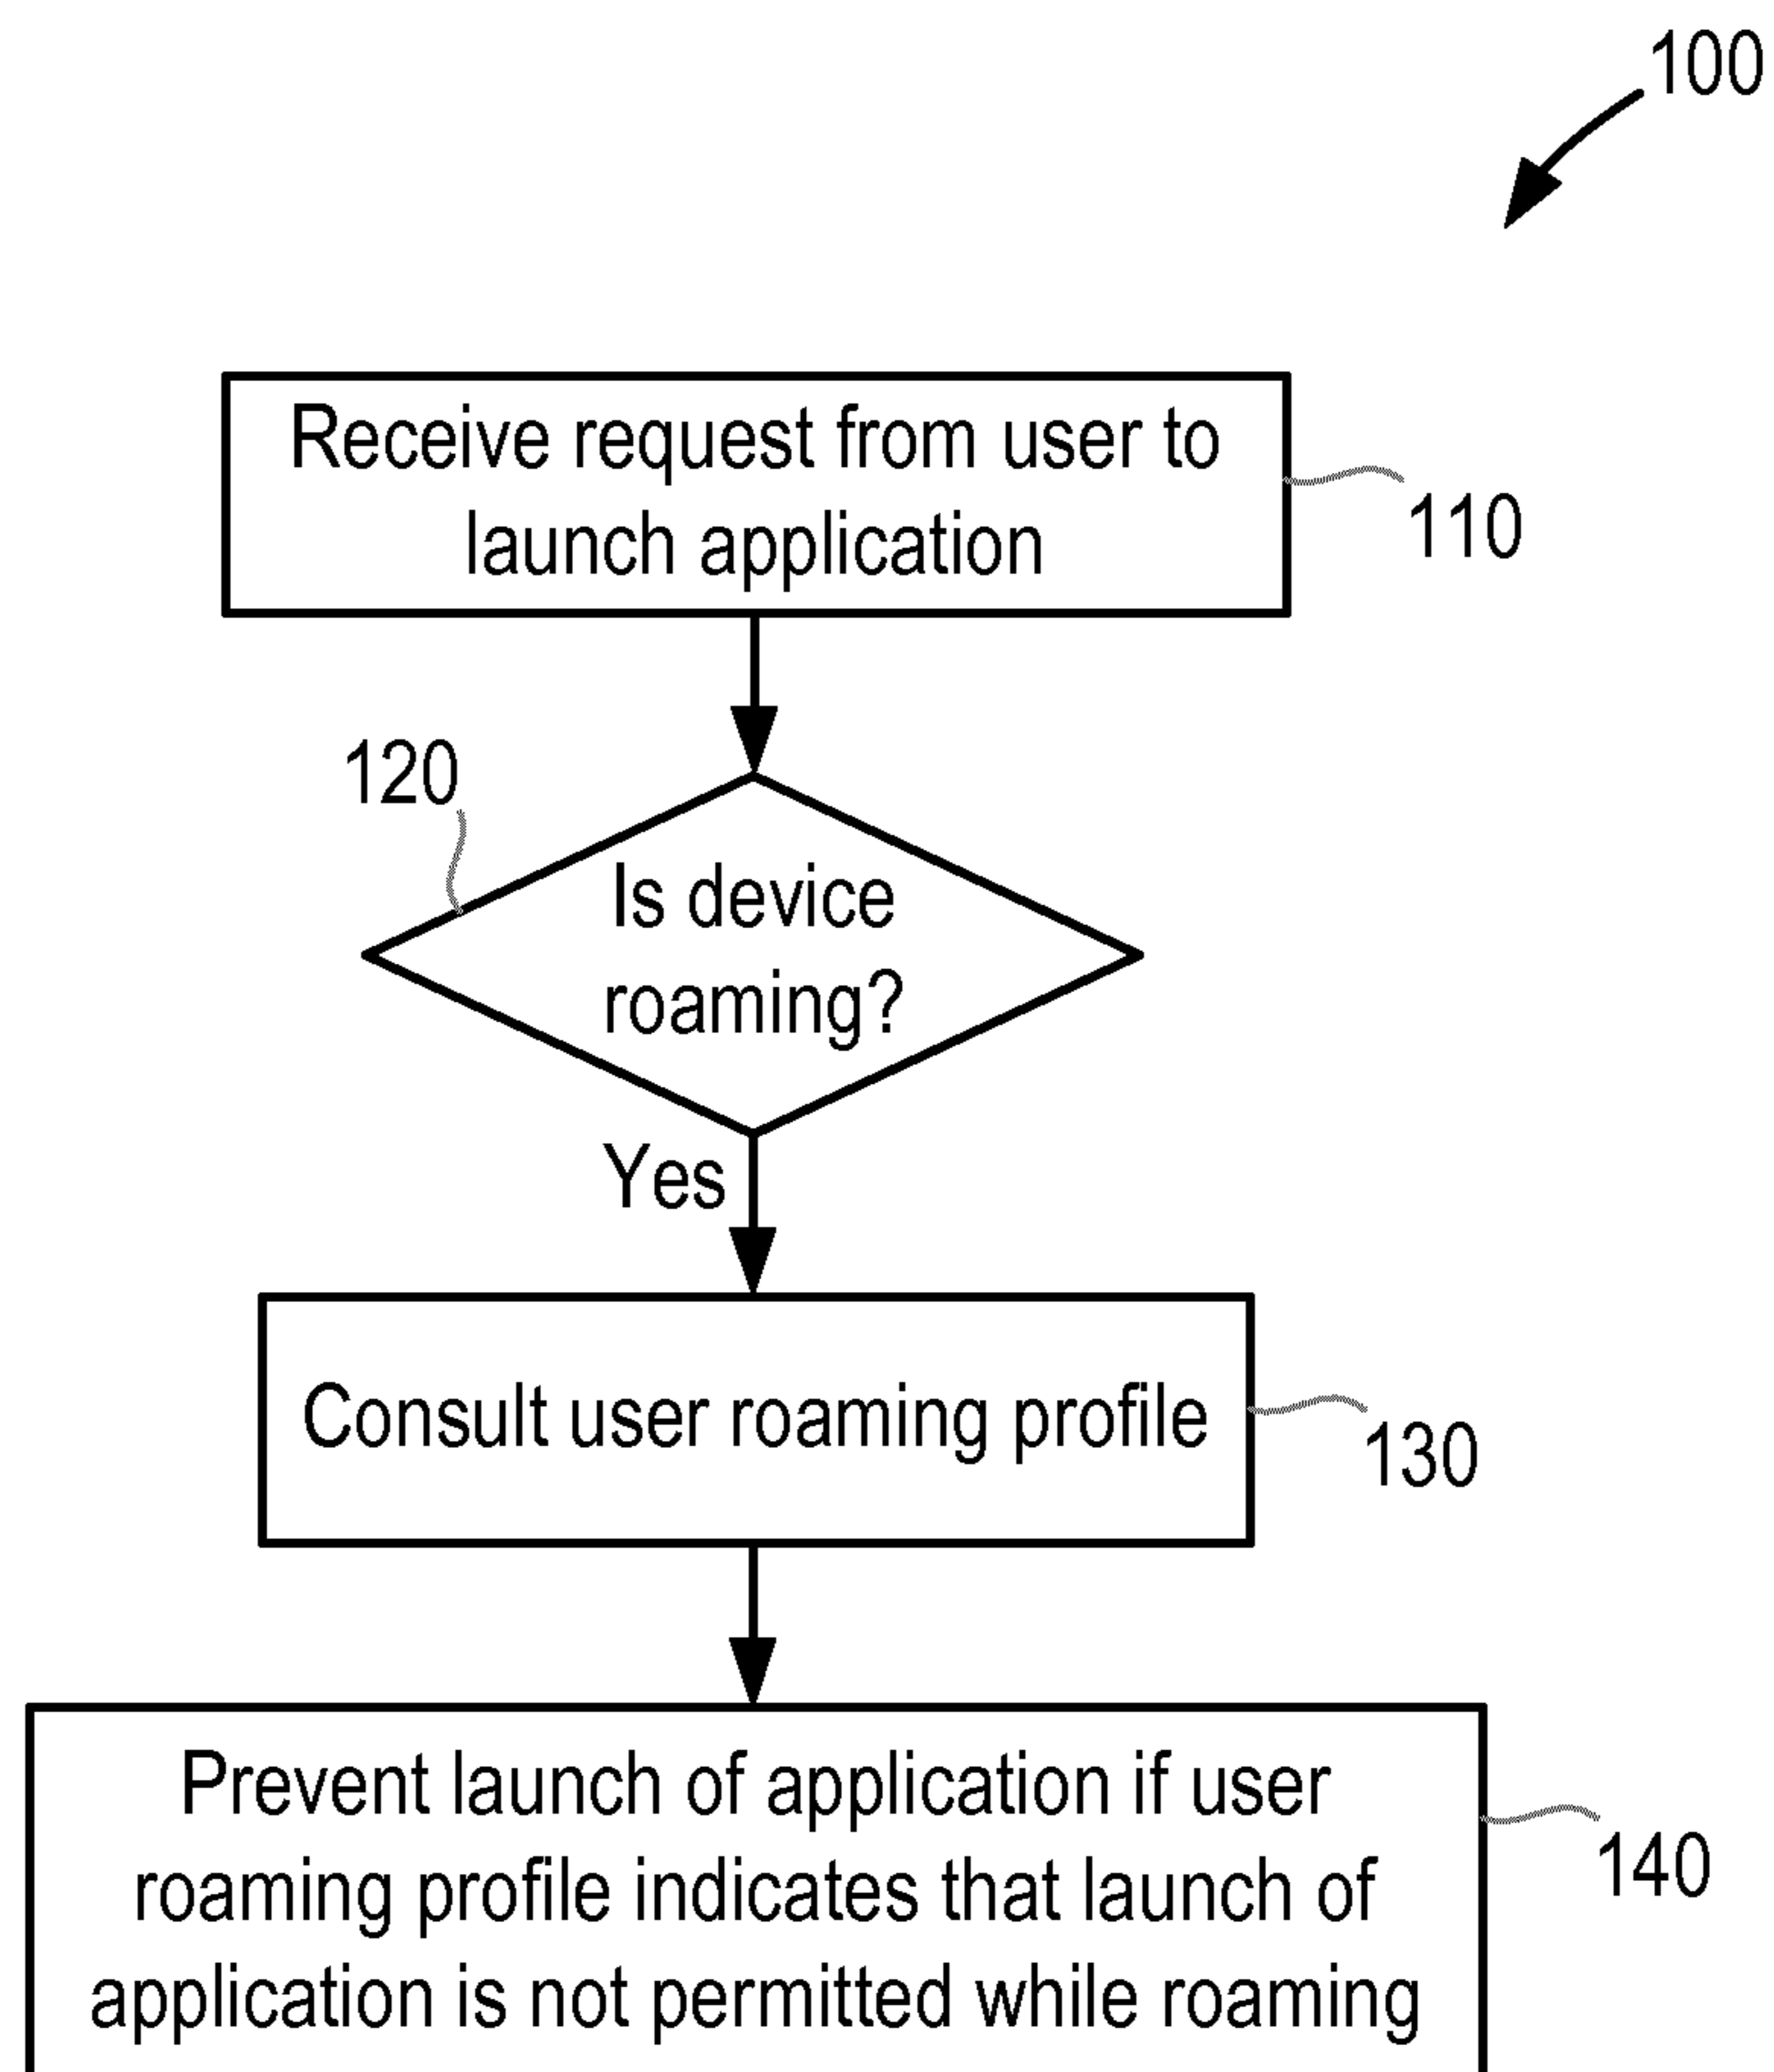 100
Receive request from user to
launch application
110
120
Is device
roaming?
Yes
Consult user roaming profile
130
Prevent launch of application if user
roaming profile indicates that launch of
application is not permitted while roaming
140